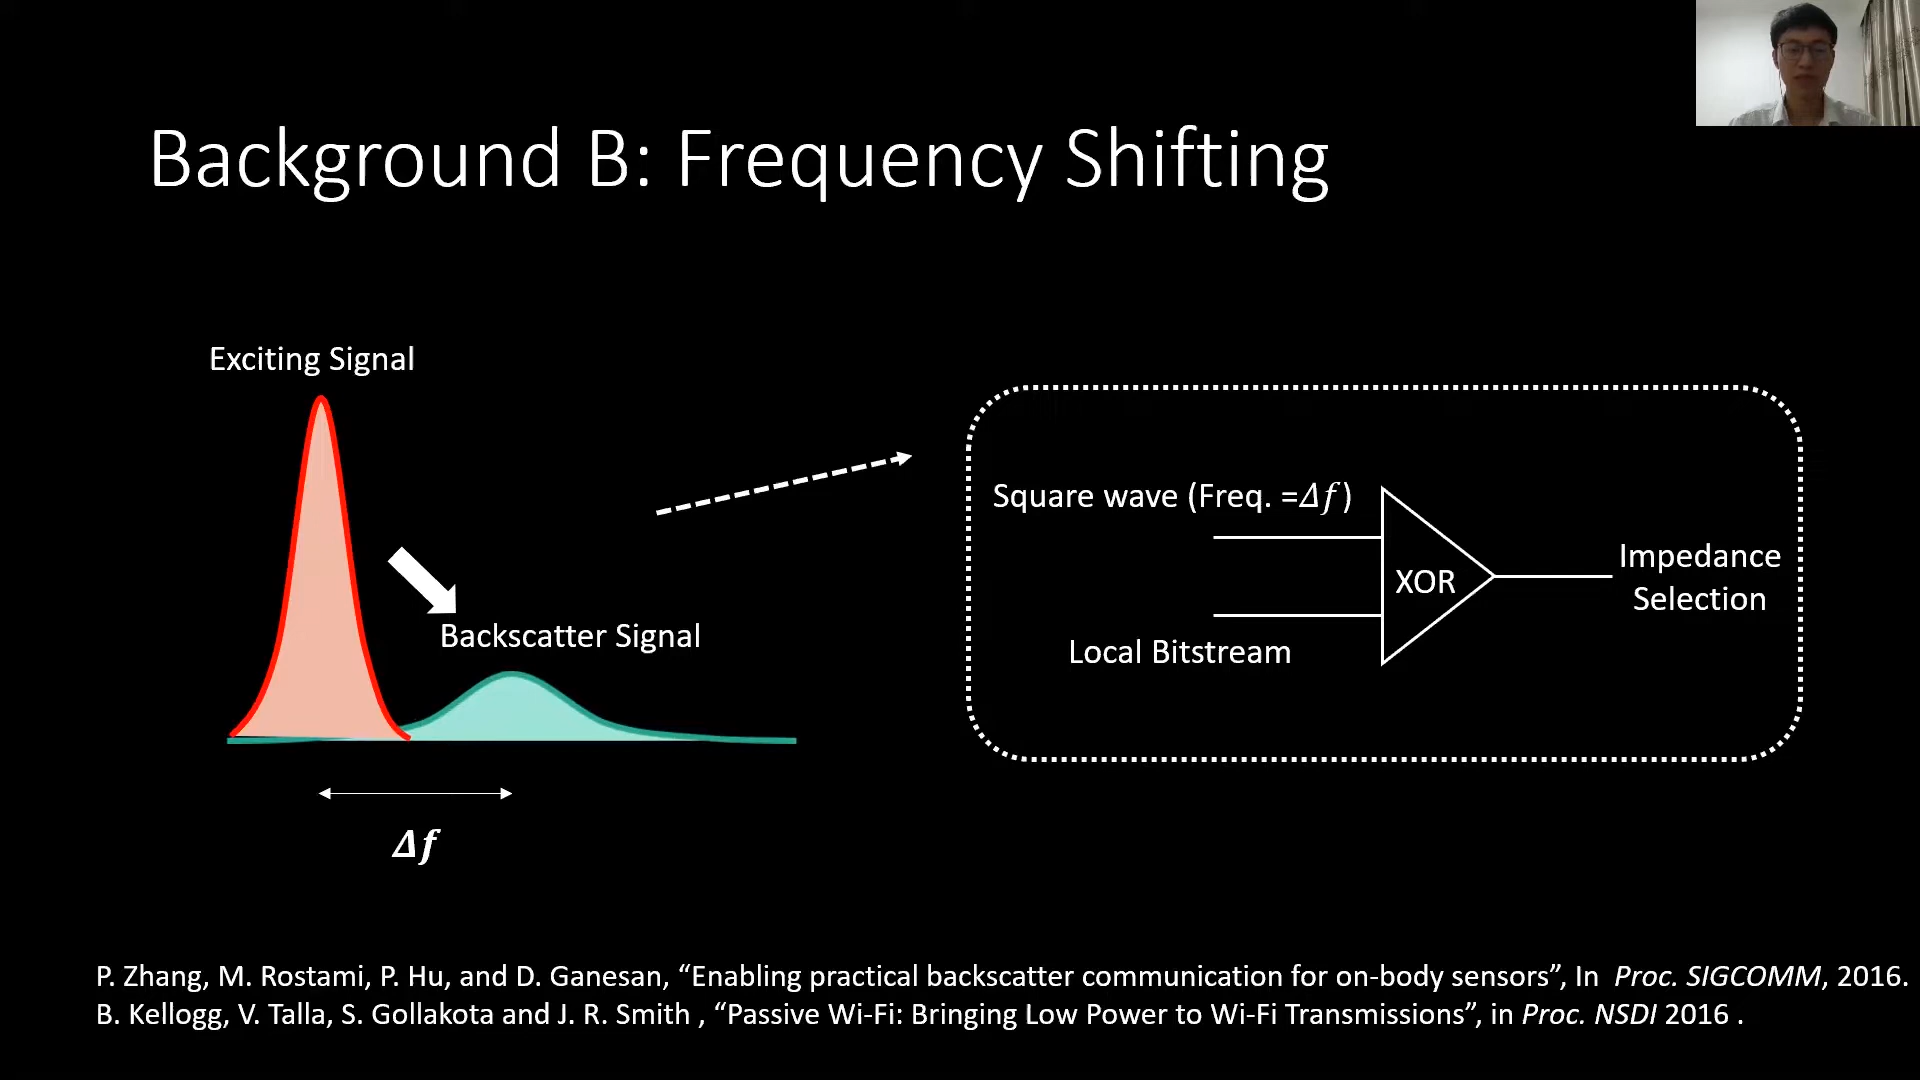 Background B: Frequency Shifting
Exciting Signal
Backscatter Signal
Δf
Square wave (Freq. =Δf)
Local Bitstream
XOR
Impedance
Selection
P. Zhang, M. Rostami, P. Hu, and D. Ganesan, “Enabling practical backscatter communication for on-body sensors”, In Proc. SIGCOMM, 2016.
B. Kellogg, V. Talla, S. Gollakota and J. R. Smith , “Passive Wi-Fi: Bringing Low Power to Wi-Fi Transmissions”, in Proc. NSDI 2016 .